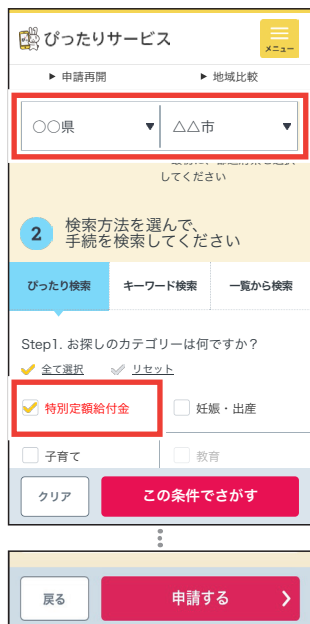 ぴったりサービス
メニュー
▶ 申請再開
▶ 地域比較
○○県 ▼
△△市 ▼
してください
2
検索方法を選んで、
手続を検索してください
ぴったり検索
キーワード検索
一覧から検索
Step1. お探しのカテゴリーは何ですか？
全て選択
リセット
特別定額給付金
妊娠・出産
子育て
教育
クリア
この条件でさがす
戻る
申請する